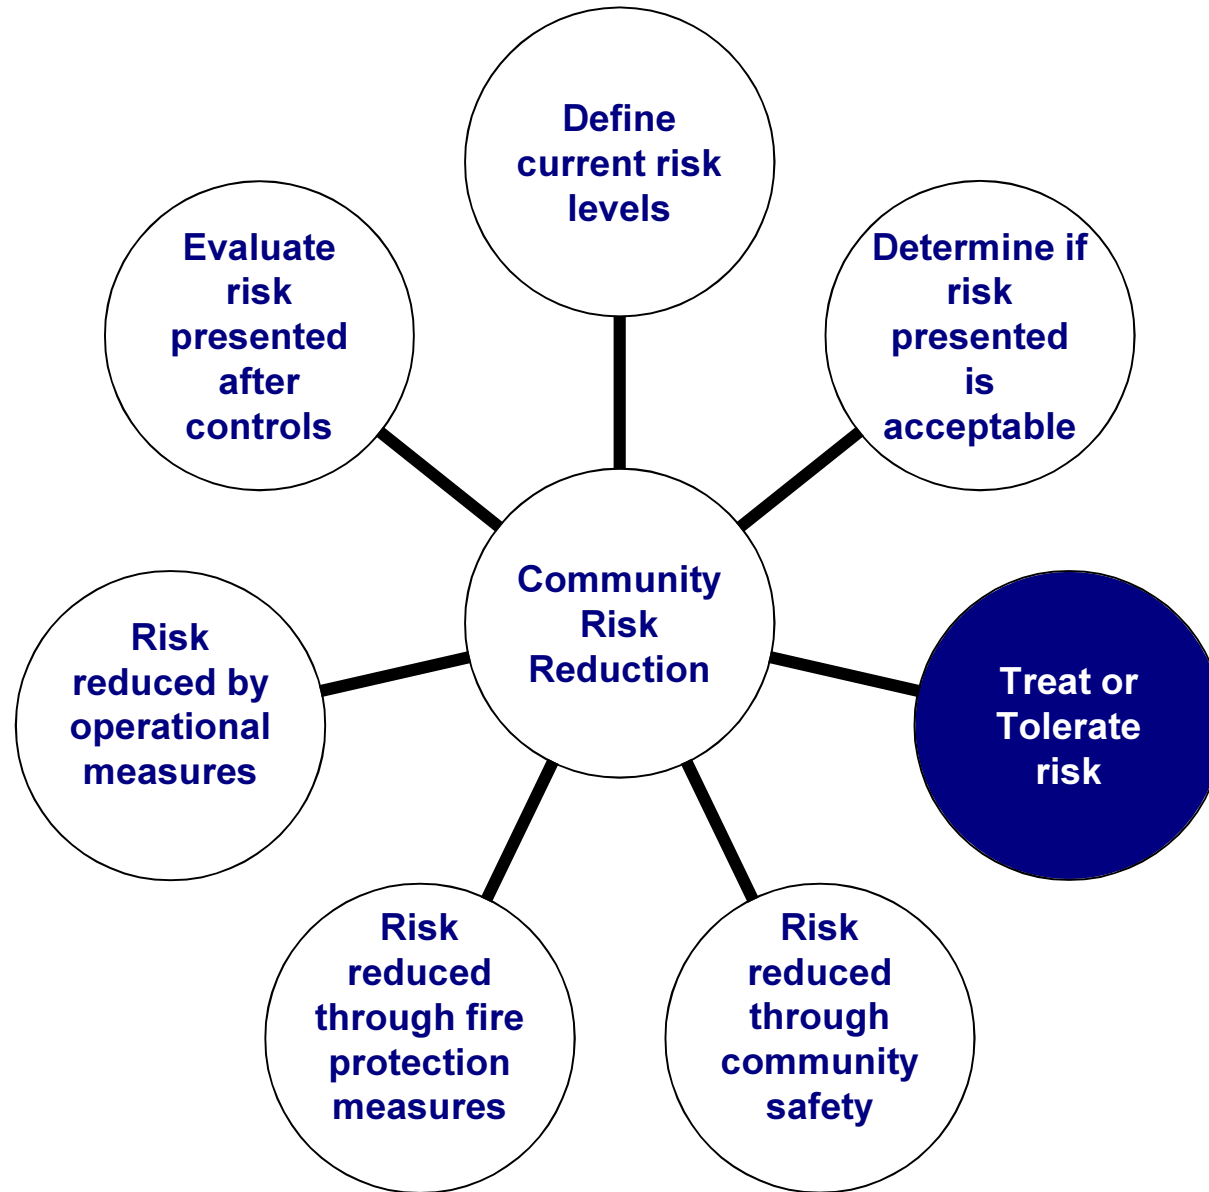 Define
current risk
levels
Determine if
risk
presented
is
acceptable
Treat or
Tolerate
risk
Risk
reduced
through
community
safety
Risk
reduced
through fire
protection
measures
Risk
reduced by
operational
measures
Evaluate
risk
presented
after
controls
Community
Risk
Reduction